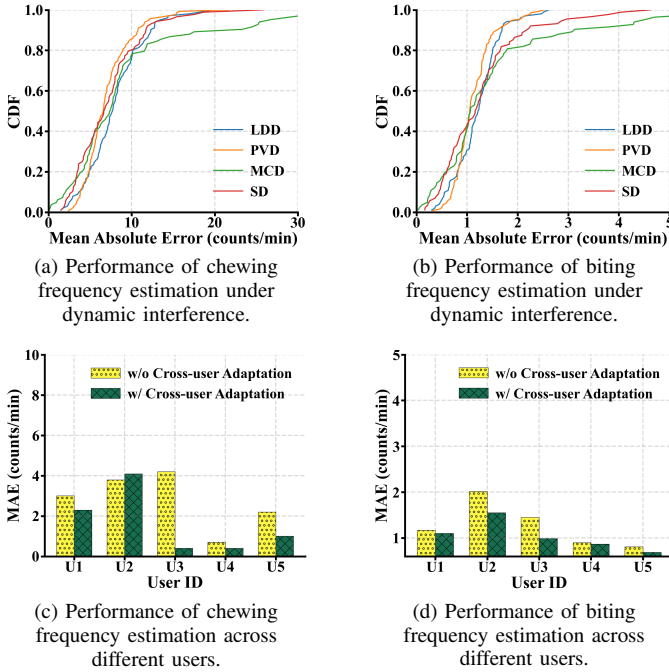 1.0
0.8
0.6
0.4
0.2
0.0
CDF
LDD
PVD
MCD
SD
0 10 20 30
Mean Absolute Error (counts/min)
(a) Performance of chewing
frequency estimation under
dynamic interference.
1.0
0.8
0.6
0.4
0.2
0.0
CDF
LDD
PVD
MCD
SD
1 3 5
Mean Absolute Error (counts/min)
(b) Performance of biting
frequency estimation under
dynamic interference.
10
8
6
4
2
0
MAE (counts/min)
w/o Cross-user Adaptation
w/ Cross-user Adaptation
U1 U2 U3 U4 U5
User ID
(c) Performance of chewing
frequency estimation across
different users.
5
4
3
2
1
MAE (counts/min)
w/o Cross-user Adaptation
w/ Cross-user Adaptation
U1 U2 U3 U4 U5
User ID
(d) Performance of biting
frequency estimation across
different users.